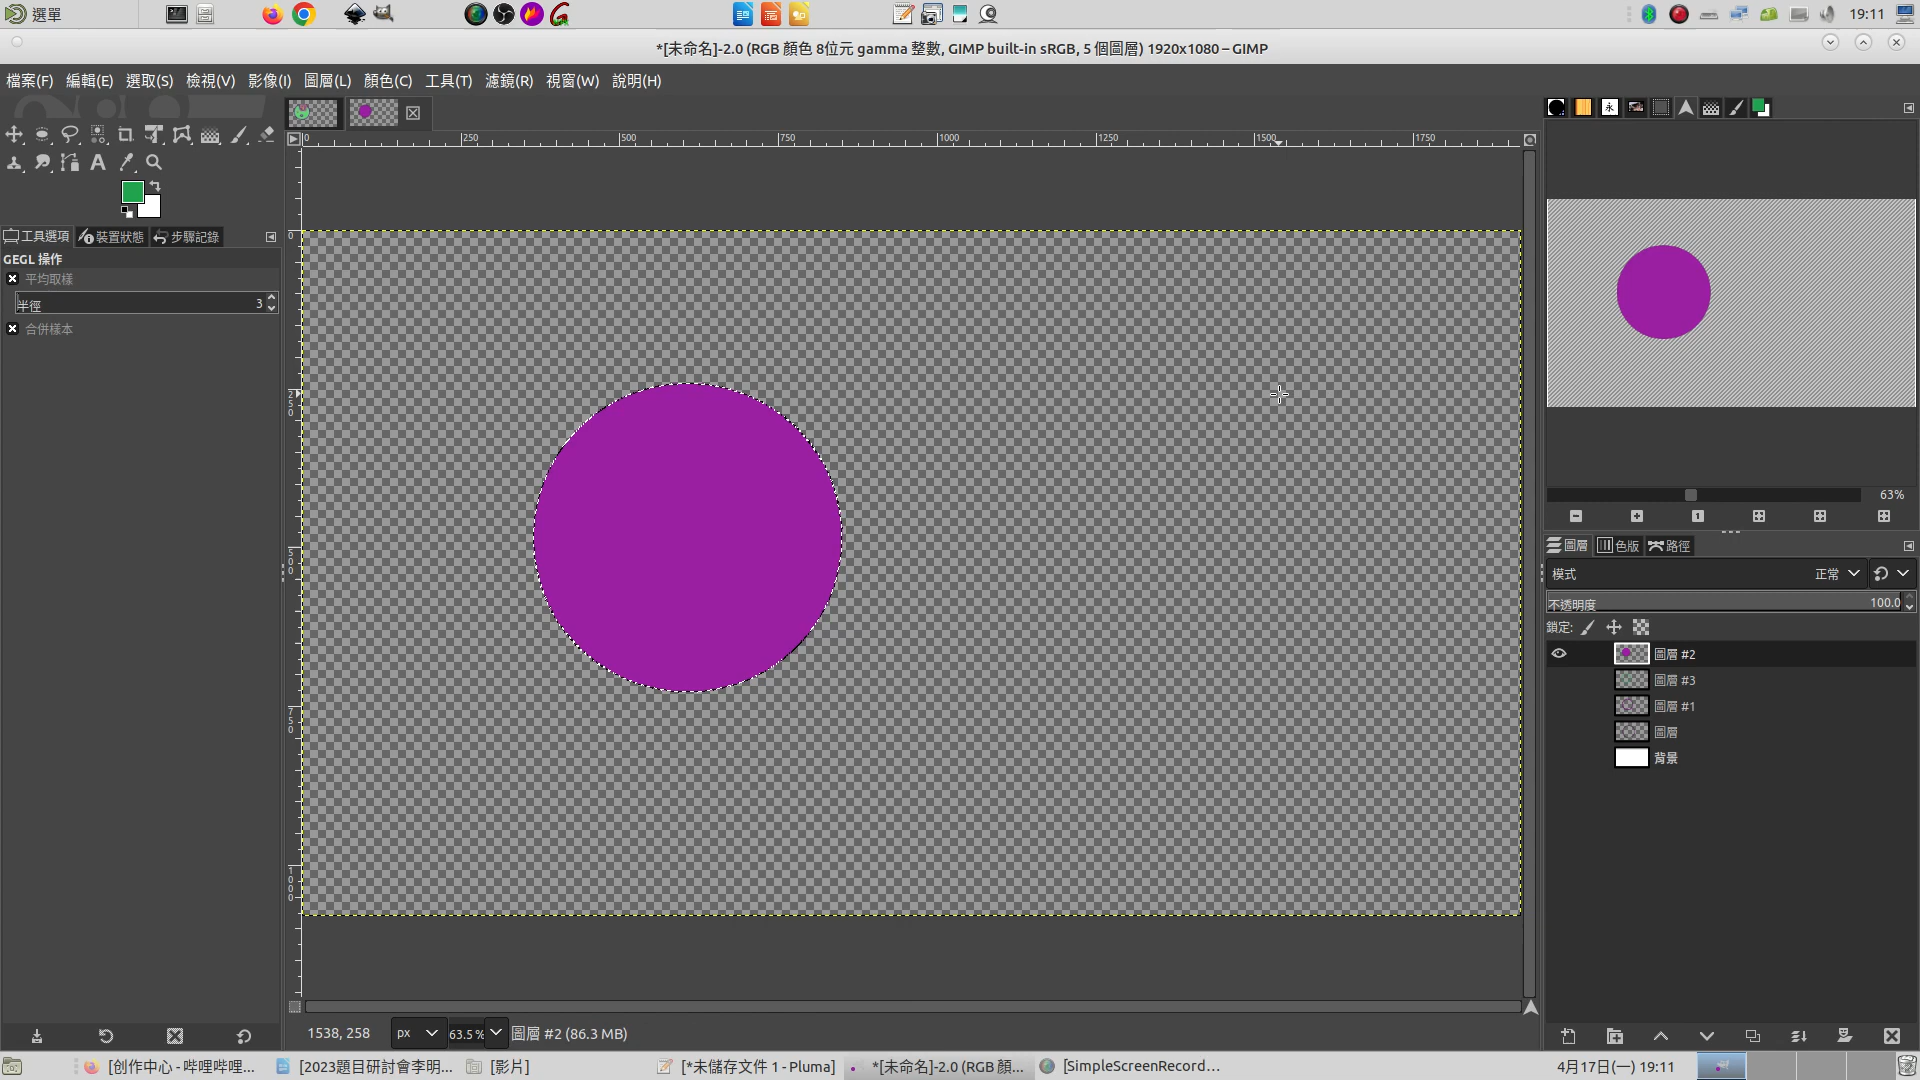 選單
19:11
*[未命名]-2.0 (RGB 顏色 8位元 gamma 整數, GIMP built-in sRGB, 5 個圖層) 1920x1080 – GIMP
檔案(F) 編輯(E) 選取(S) 檢視(V) 影像(I) 圖層(L) 顏色(C) 工具(T) 濾鏡(R) 視窗(W) 說明(H)
0 250 500 750 1000 1250 1500 1750
工具選項 裝置狀態 步驟記錄
GEGL 操作
平均取樣
半徑 3
合併樣本
0
250
500
750
1000
63%
圖層 色版 路徑
模式 正常
不透明度 100.0
鎖定:
圖層 #2
圖層 #3
圖層 #1
圖層
背景
1538, 258 px 63.5 % 圖層 #2 (86.3 MB)
[创作中心 - 哔哩哔哩... [2023題目研討會李明... [影片] [*未儲存文件 1 - Pluma] *[未命名]-2.0 (RGB 顏... [SimpleScreenRecord... 4月17日(一) 19:11